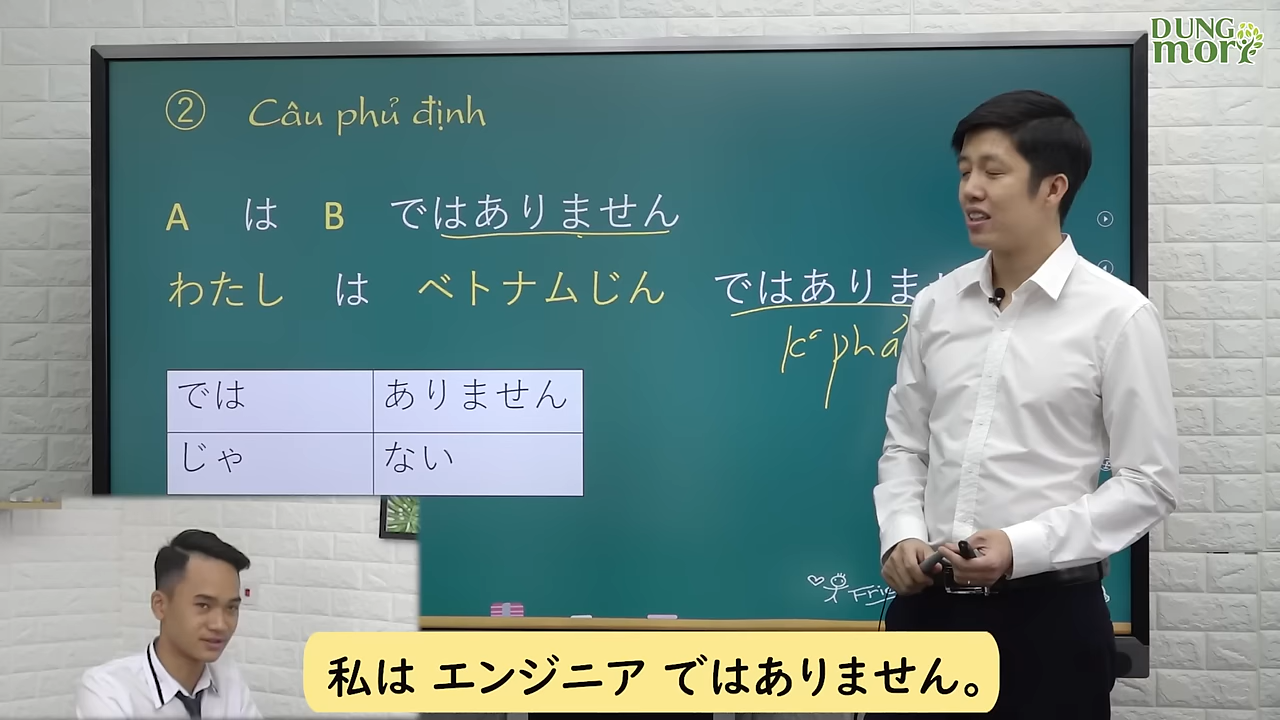 DUNG
mori
② Câu phủ định
A は B ではありません
わたし は ベトナムじん ではありま
では ありません
じゃ ない
私は エンジニア ではありません。